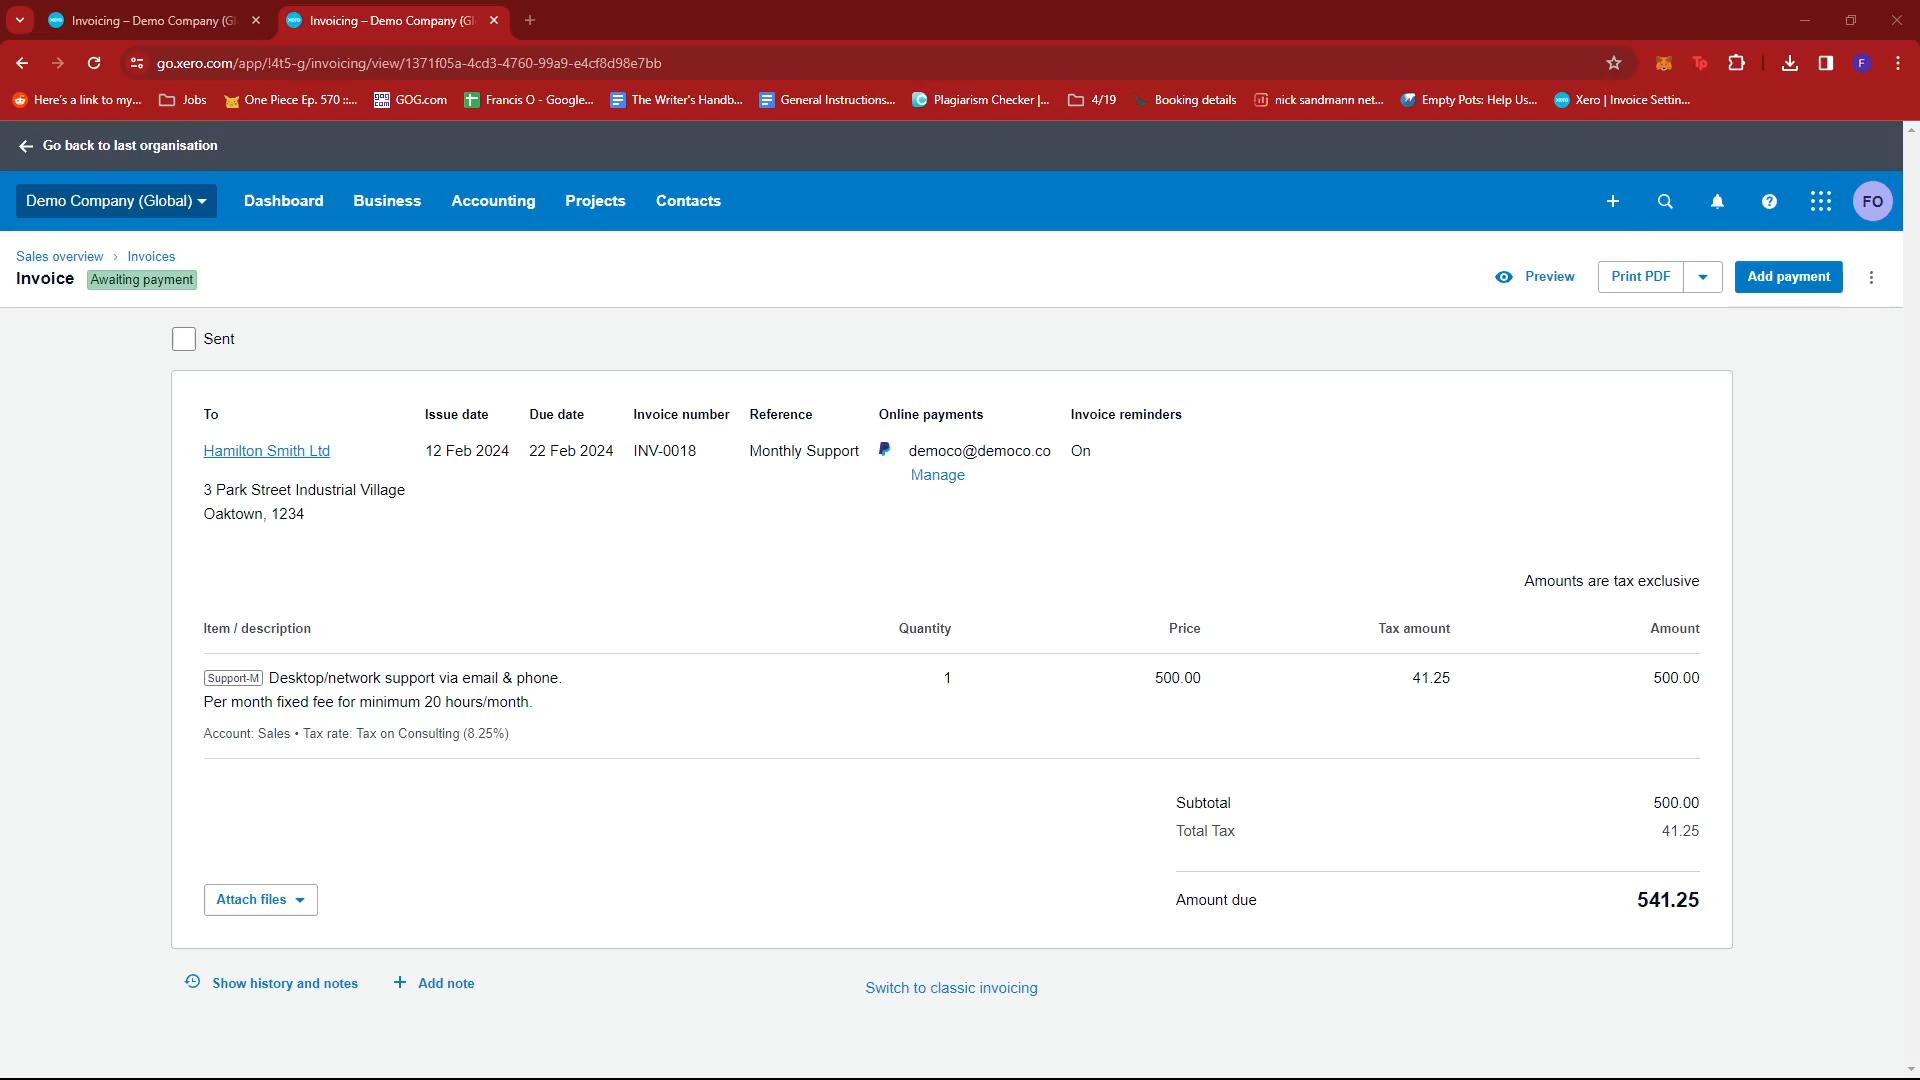 Invoicing – Demo Company (Gl
Invoicing – Demo Company (Gl
go.xero.com/app/!4t5-g/invoicing/view/1371f05a-4cd3-4760-99a9-e4cf8d98e7bb
Tp
F
Here's a link to my...
Jobs
One Piece Ep. 570 ::...
GOG.com
Francis O - Google...
The Writer's Handb...
General Instructions...
Plagiarism Checker |...
4/19
Booking details
nick sandmann net...
Empty Pots: Help Us...
Xero | Invoice Settin...
Go back to last organisation
Demo Company (Global)
Dashboard
Business
Accounting
Projects
Contacts
FO
Sales overview › Invoices
Invoice
Awaiting payment
Preview
Print PDF
Add payment
Sent
To
Issue date
Due date
Invoice number
Reference
Online payments
Invoice reminders
Hamilton Smith Ltd
12 Feb 2024
22 Feb 2024
INV-0018
Monthly Support
democo@democo.co
On
Manage
3 Park Street Industrial Village
Oaktown, 1234
Amounts are tax exclusive
Item / description
Quantity
Price
Tax amount
Amount
Support-M Desktop/network support via email & phone.
1
500.00
41.25
500.00
Per month fixed fee for minimum 20 hours/month.
Account: Sales • Tax rate: Tax on Consulting (8.25%)
Subtotal 500.00
Total Tax 41.25
Attach files
Amount due 541.25
Show history and notes
Add note
Switch to classic invoicing